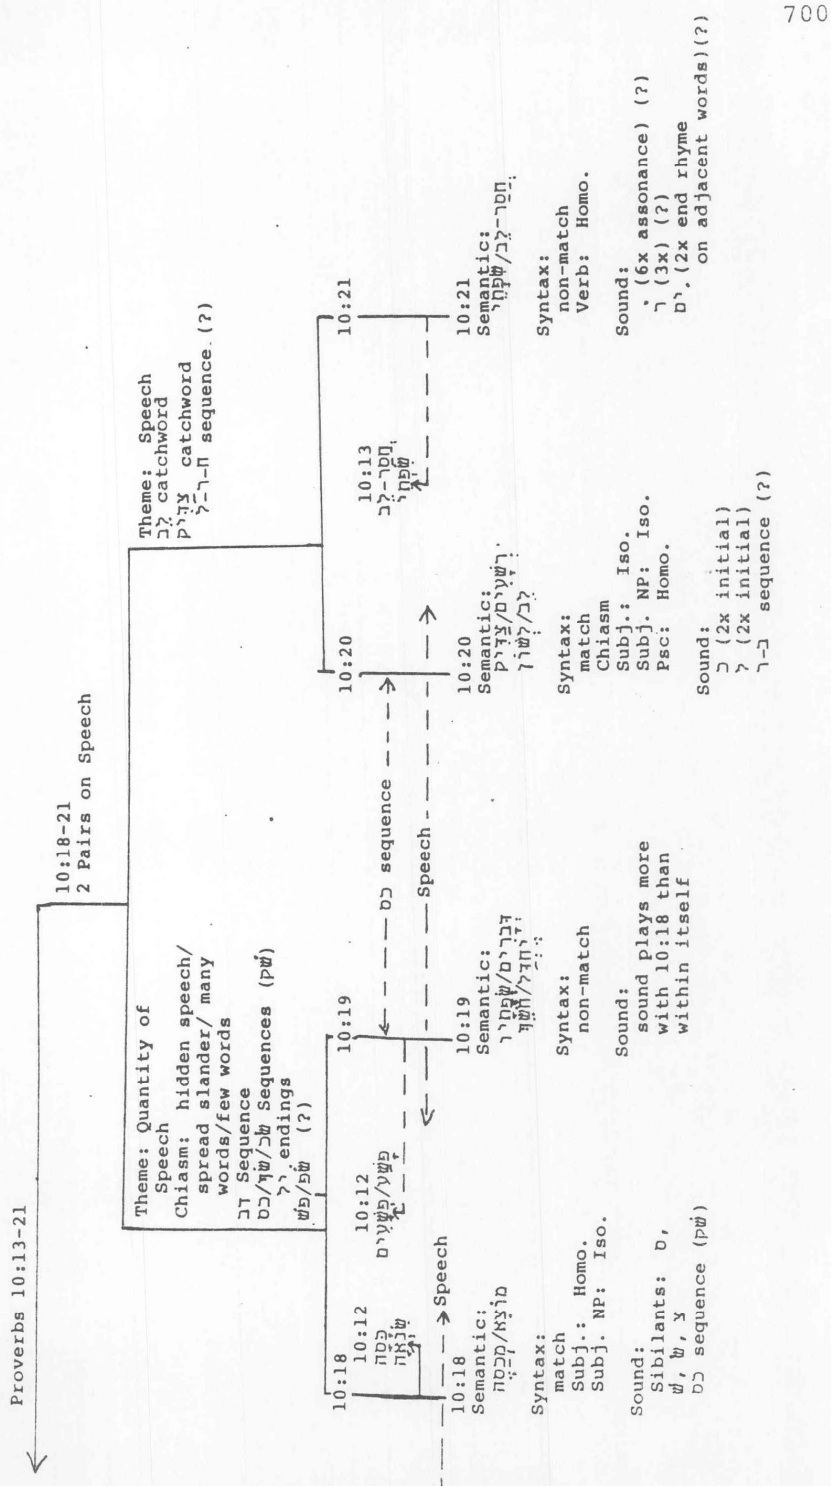 700
Proverbs 10:13-21
10:18-21
2 Pairs on Speech
Theme: Quantity of
Speech
Chiasm: hidden speech/
spread slander/ many
words/few words
דב Sequence
שׂכ/שׂך/כס Sequences (שׁק)
endings
שׂפ/פשׁ (?)
Theme: Speech
לֵב catchword
צַדִּיק catchword
ח-ר-ל sequence (?)
10:18
10:12
כסה
שנאה
10:12
פשע/פשעים
10:19
10:20
10:13
חסר-לב
שפתי
10:21
Speech
Speech
כס sequence
10:18
Semantic:
מוצא/מכסה
Syntax:
match
Subj.: Homo.
Subj. NP: Iso.
Sound:
Sibilants: ס,
צ, שׂ, שׁ
כס sequence (שׁק)
10:19
Semantic:
דברים/שפתיו
יחדל/חשך
Syntax:
non-match
Sound:
sound plays more
with 10:18 than
within itself
10:20
Semantic:
רשעים/צדיק
לב/לשון
Syntax:
match
Chiasm
Subj.: Iso.
Subj. NP: Iso.
Psc: Homo.
Sound:
כ (2x initial)
ל (2x initial)
ב-ר sequence (?)
10:21
Semantic:
חסר-לב/שפתי
Syntax:
non-match
Verb: Homo.
Sound:
(6x assonance) (?)
ר (3x) (?)
ים (2x end rhyme
on adjacent words)(?)